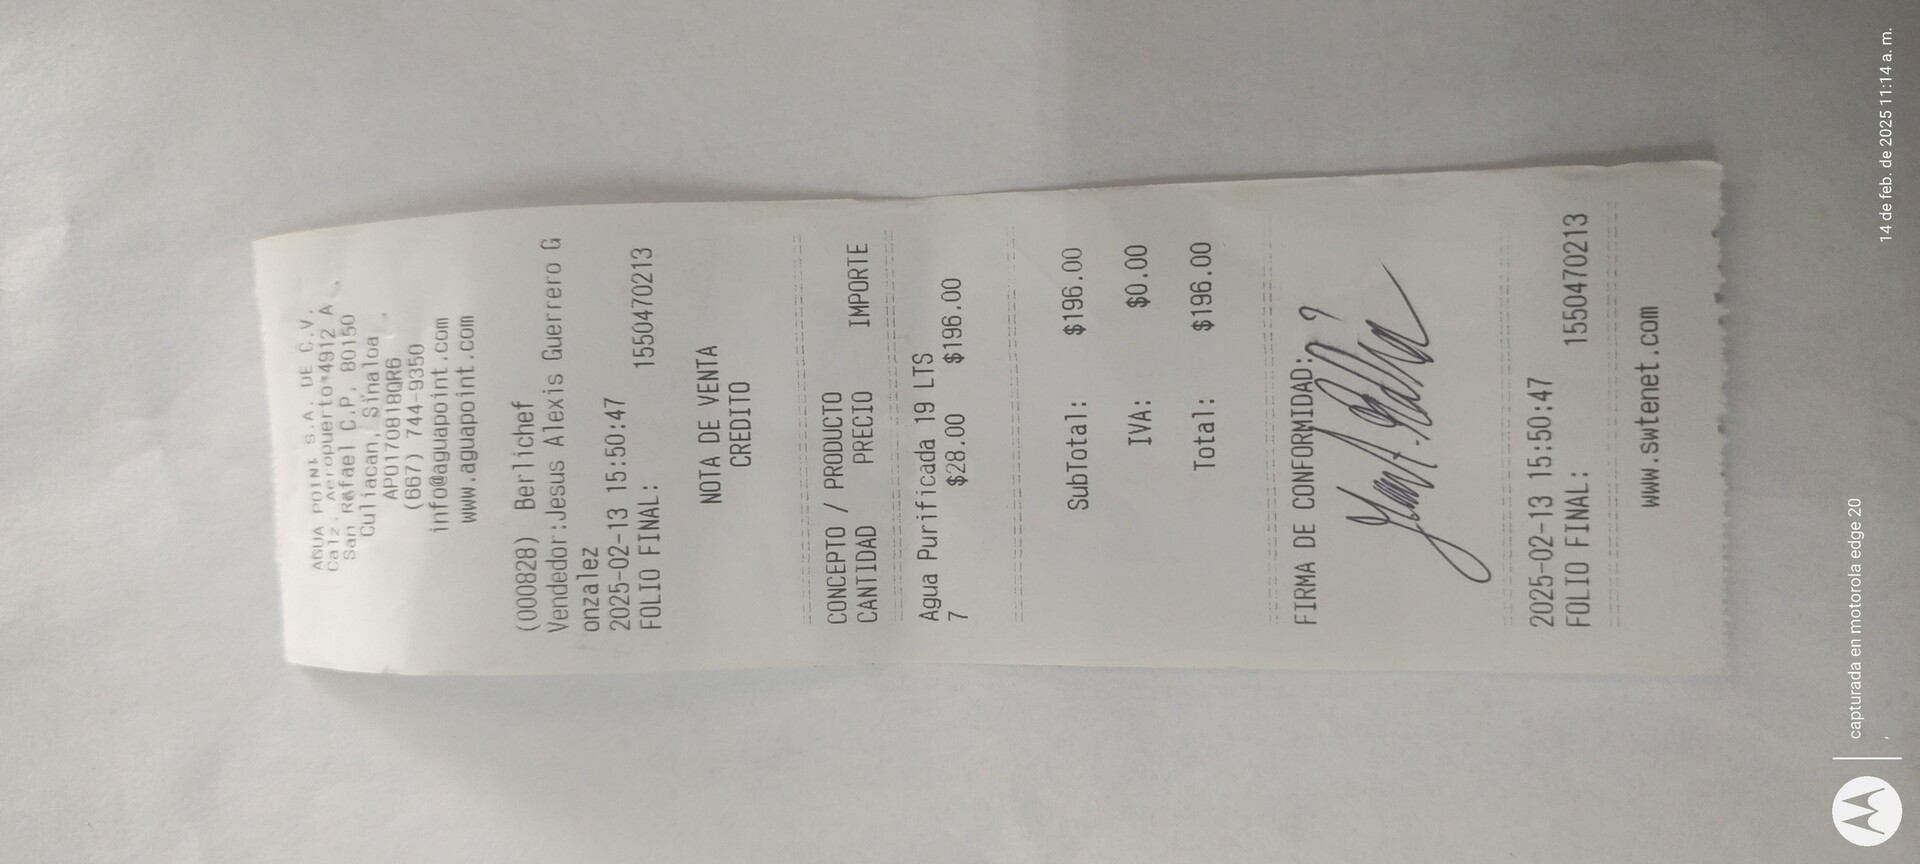 AGUA POINT S.A. DE C.V.
Calz. Aeropuerto 4912 A
San Rafael C.P. 80150
Culiacan, Sinaloa
APO170818QR6
(667) 744-9350
info@aguapoint.com
www.aguapoint.com
(000828) Berlichef
Vendedor:Jesus Alexis Guerrero G
onzalez
2025-02-13 15:50:47
FOLIO FINAL: 1550470213
NOTA DE VENTA
CREDITO
CONCEPTO / PRODUCTO
CANTIDAD PRECIO IMPORTE
Agua Purificada 19 LTS
7 $28.00 $196.00
SubTotal: $196.00
IVA: $0.00
Total: $196.00
FIRMA DE CONFORMIDAD:
2025-02-13 15:50:47
FOLIO FINAL: 1550470213
www.swtenet.com
capturada en motorola edge 20
14 de feb. de 2025 11:14 a. m.